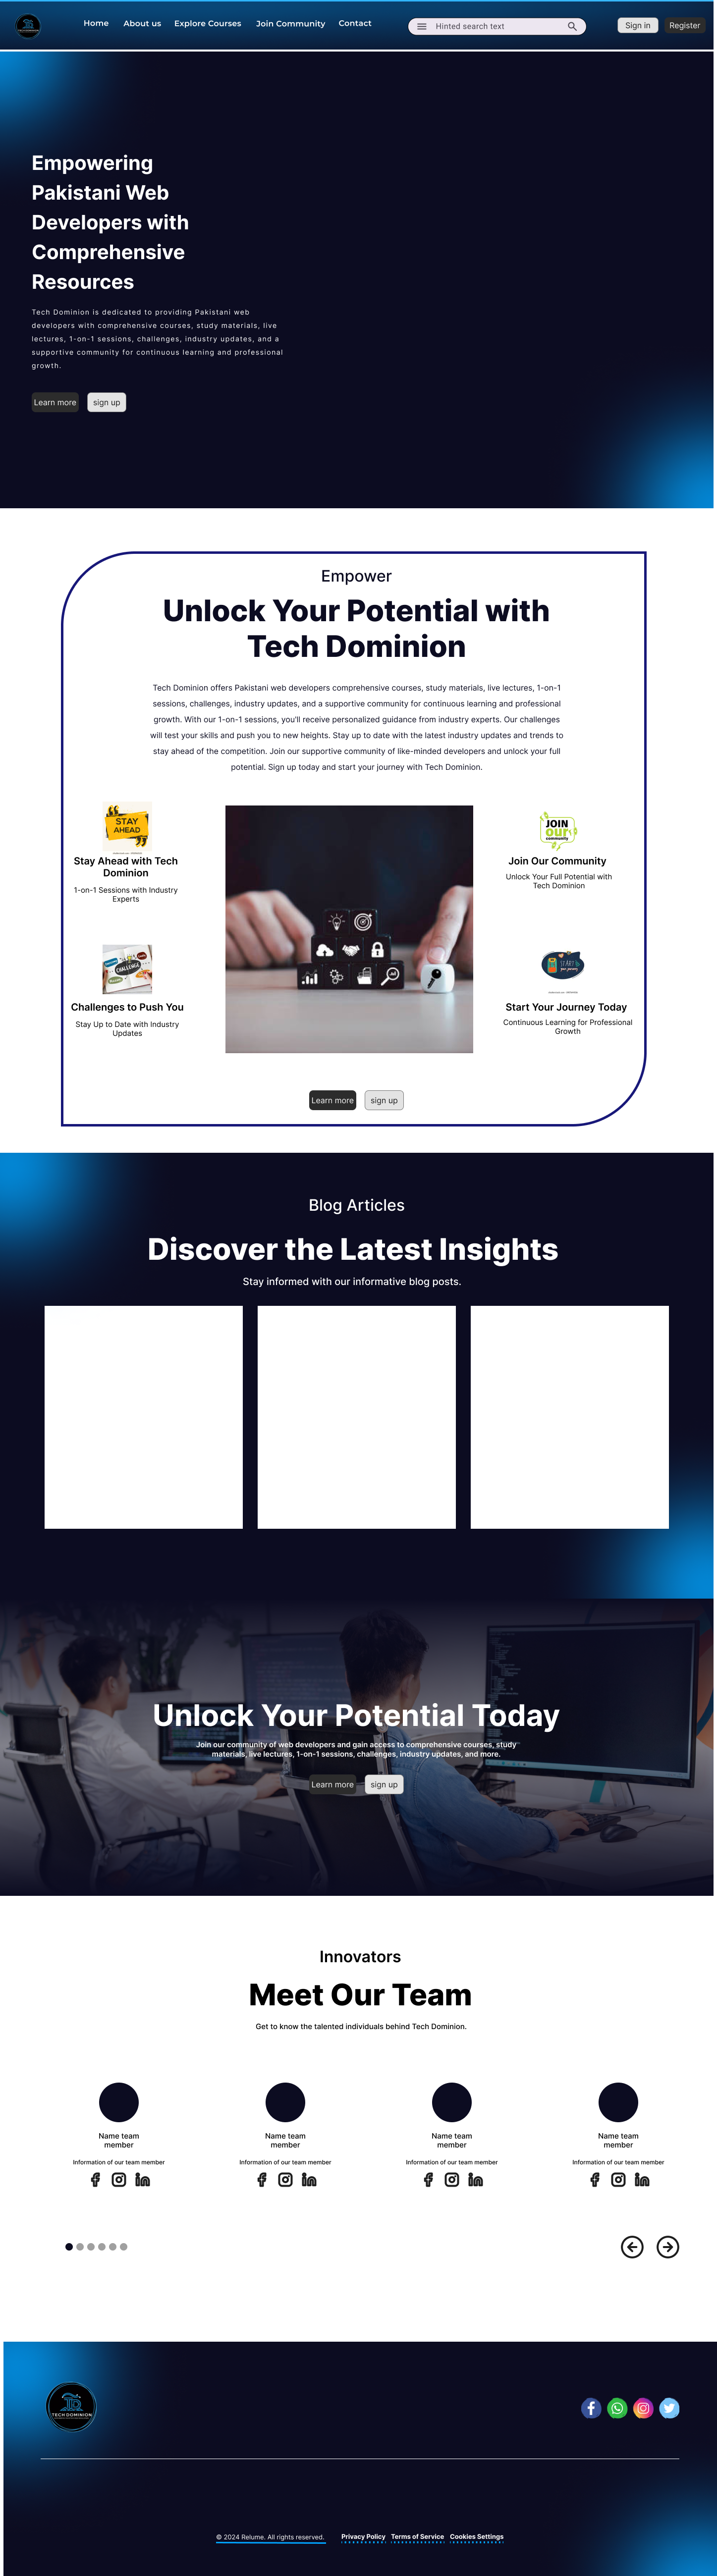 Home About us Explore Courses Join Community Contact Hinted search text Sign in Register
Empowering
Pakistani Web
Developers with
Comprehensive
Resources
Tech Dominion is dedicated to providing Pakistani web
developers with comprehensive courses, study materials, live
lectures, 1-on-1 sessions, challenges, industry updates, and a
supportive community for continuous learning and professional
growth.
Learn more sign up
Empower
Unlock Your Potential with
Tech Dominion
Tech Dominion offers Pakistani web developers comprehensive courses, study materials, live lectures, 1-on-1
sessions, challenges, industry updates, and a supportive community for continuous learning and professional
growth. With our 1-on-1 sessions, you'll receive personalized guidance from industry experts. Our challenges
will test your skills and push you to new heights. Stay up to date with the latest industry updates and trends to
stay ahead of the competition. Join our supportive community of like-minded developers and unlock your full
potential. Sign up today and start your journey with Tech Dominion.
STAY
AHEAD
Stay Ahead with Tech
Dominion
1-on-1 Sessions with Industry
Experts
JOIN
our
community
Join Our Community
Unlock Your Full Potential with
Tech Dominion
CHALLENGE
Challenges to Push You
Stay Up to Date with Industry
Updates
START
Start Your Journey Today
Continuous Learning for Professional
Growth
Learn more sign up
Blog Articles
Discover the Latest Insights
Stay informed with our informative blog posts.
Unlock Your Potential Today
Join our community of web developers and gain access to comprehensive courses, study
materials, live lectures, 1-on-1 sessions, challenges, industry updates, and more.
Learn more sign up
Innovators
Meet Our Team
Get to know the talented individuals behind Tech Dominion.
Name team
member
Information of our team member
Name team
member
Information of our team member
Name team
member
Information of our team member
Name team
member
Information of our team member
TECH DOMINION
© 2024 Relume. All rights reserved. Privacy Policy Terms of Service Cookies Settings